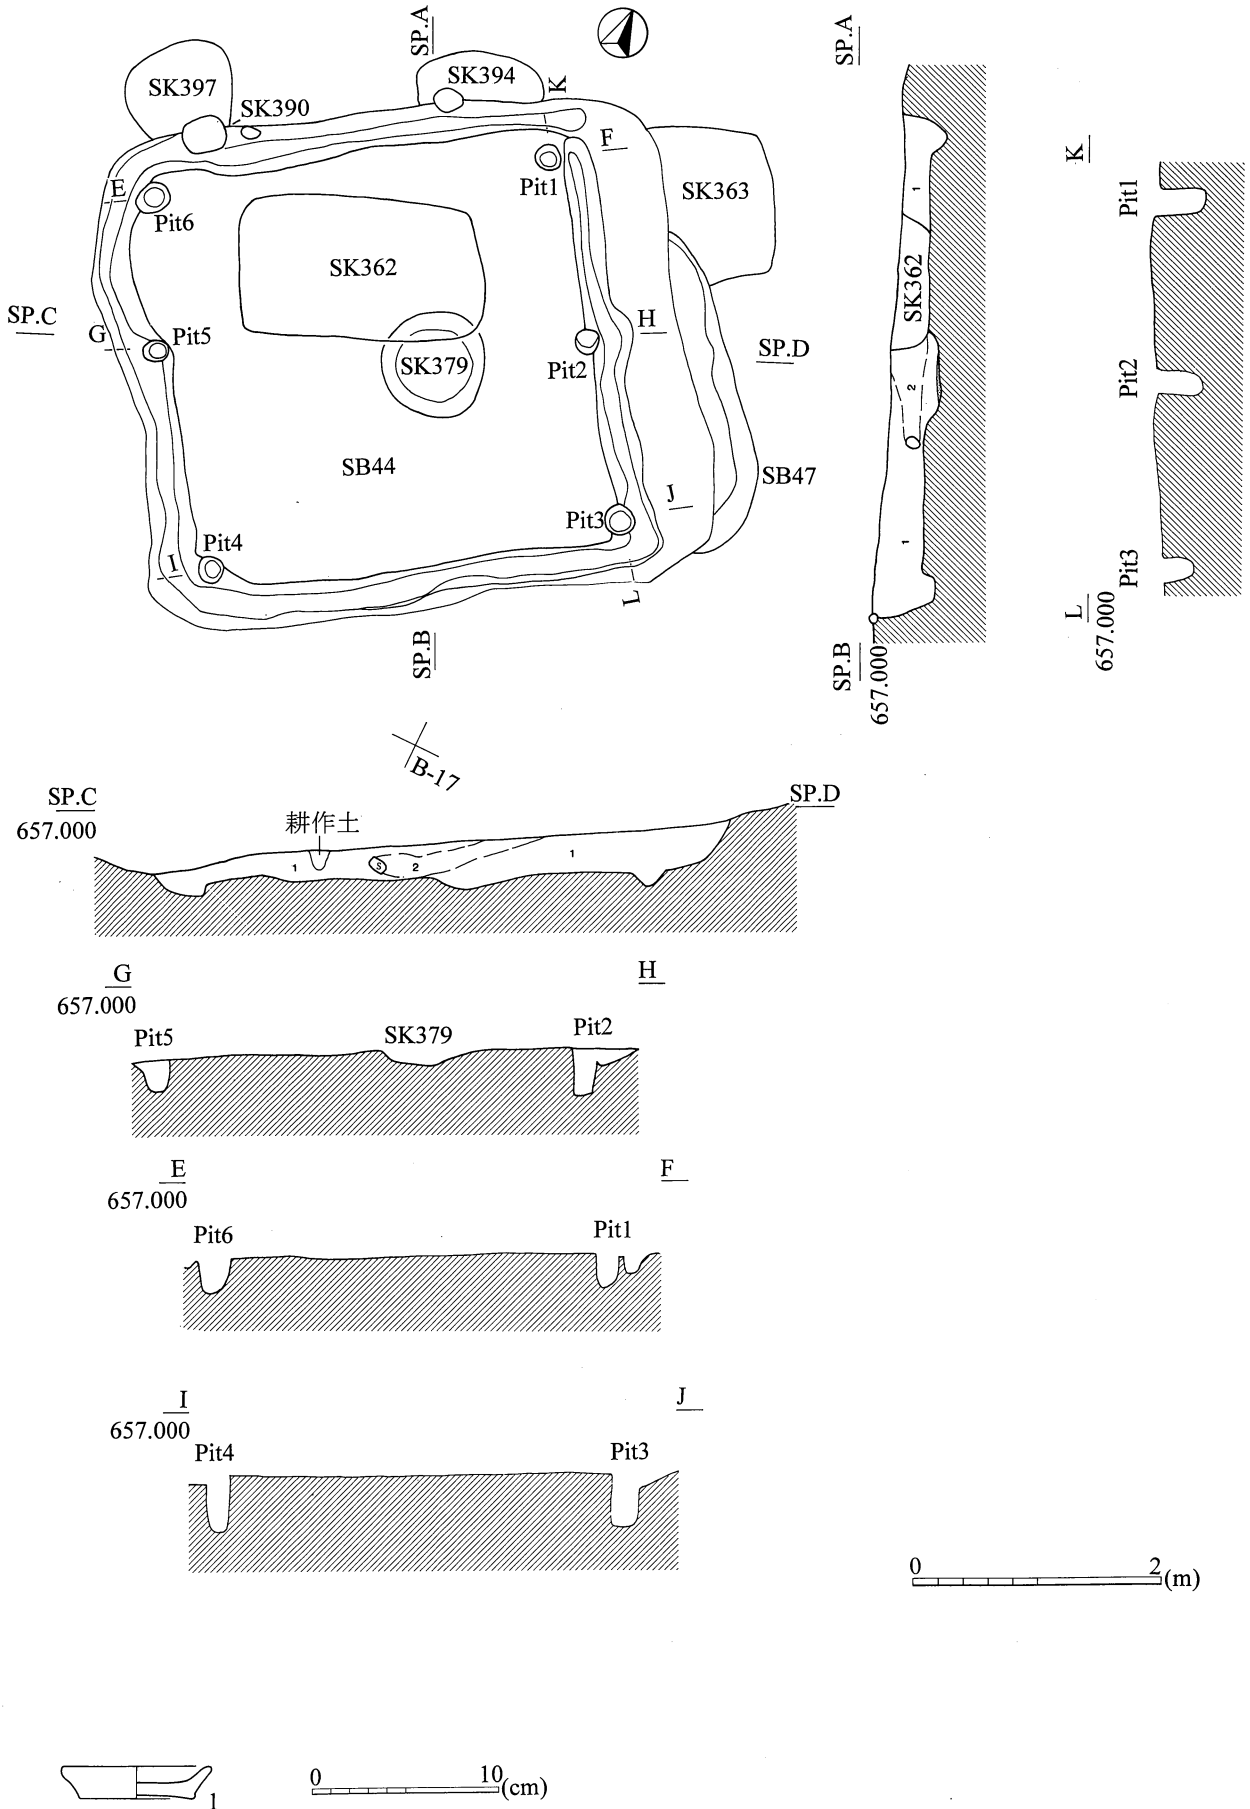 SP.A
SK397
SK394
K
SK390
F
E
Pit1
SK363
Pit6
SK362
SP.C
G
Pit5
H
SP.D
Pit2
SK379
SB44
SB47
J
Pit3
Pit4
I
L
SP.B
SP.A
1
SK362
2
1
SP.B
657.000
K
Pit1
Pit2
Pit3
L
657.000
B-17
SP.C
657.000
SP.D
耕作土
1
S
2
1
G
657.000
H
Pit5
SK379
Pit2
E
657.000
F
Pit6
Pit1
I
657.000
J
Pit4
Pit3
0 2(m)
1
0 10(cm)